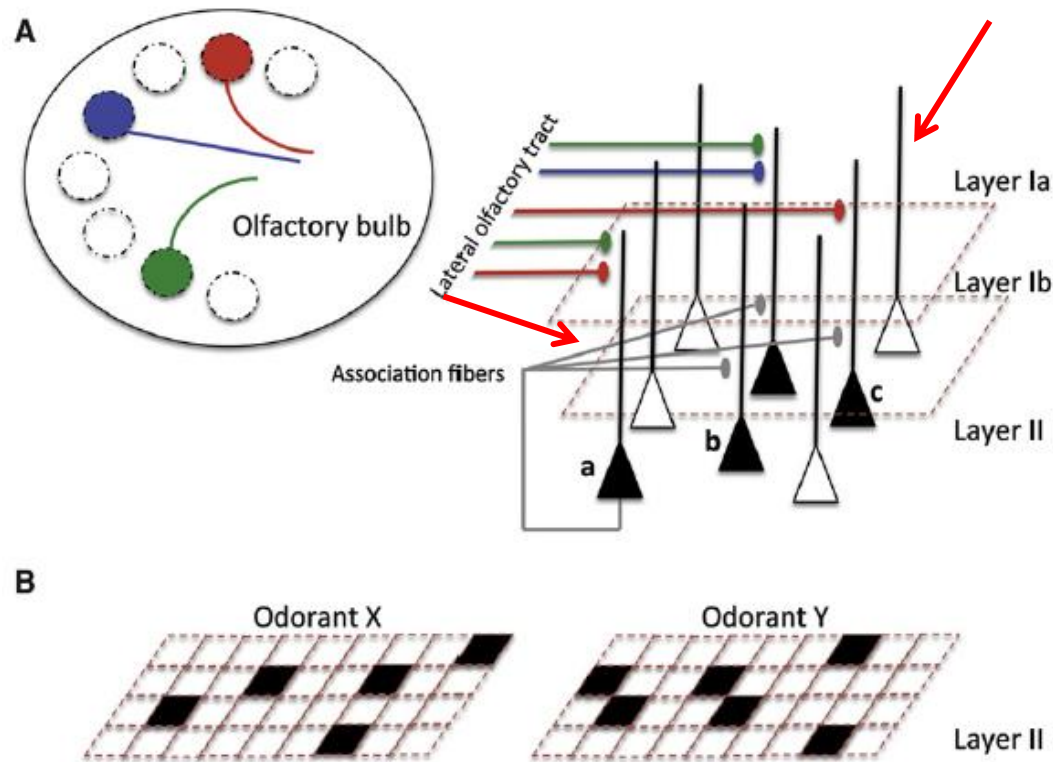 A
Olfactory bulb
Lateral olfactory tract
Layer Ia
Layer Ib
Association fibers
a
b
c
Layer II
B
Odorant X
Odorant Y
Layer II